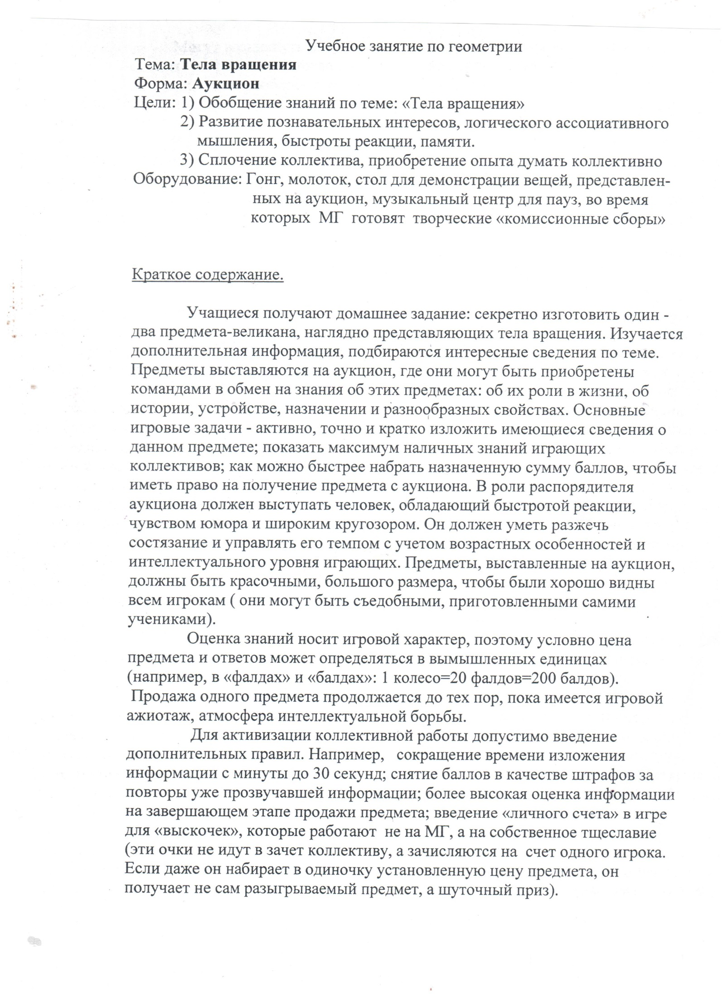 Учебное занятие по геометрии
Тема: Тела вращения
Форма: Аукцион
Цели: 1) Обобщение знаний по теме: «Тела вращения»
2) Развитие познавательных интересов, логического ассоциативного
мышления, быстроты реакции, памяти.
3) Сплочение коллектива, приобретение опыта думать коллективно
Оборудование: Гонг, молоток, стол для демонстрации вещей, представлен-
ных на аукцион, музыкальный центр для пауз, во время
которых МГ готовят творческие «комиссионные сборы»
Краткое содержание.
Учащиеся получают домашнее задание: секретно изготовить один -
два предмета-великана, наглядно представляющих тела вращения. Изучается
дополнительная информация, подбираются интересные сведения по теме.
Предметы выставляются на аукцион, где они могут быть приобретены
командами в обмен на знания об этих предметах: об их роли в жизни, об
истории, устройстве, назначении и разнообразных свойствах. Основные
игровые задачи - активно, точно и кратко изложить имеющиеся сведения о
данном предмете; показать максимум наличных знаний играющих
коллективов; как можно быстрее набрать назначенную сумму баллов, чтобы
иметь право на получение предмета с аукциона. В роли распорядителя
аукциона должен выступать человек, обладающий быстротой реакции,
чувством юмора и широким кругозором. Он должен уметь разжечь
состязание и управлять его темпом с учетом возрастных особенностей и
интеллектуального уровня играющих. Предметы, выставленные на аукцион,
должны быть красочными, большого размера, чтобы были хорошо видны
всем игрокам ( они могут быть съедобными, приготовленными самими
учениками).
Оценка знаний носит игровой характер, поэтому условно цена
предмета и ответов может определяться в вымышленных единицах
(например, в «фалдах» и «балдах»: 1 колесо=20 фалдов=200 балдов).
Продажа одного предмета продолжается до тех пор, пока имеется игровой
ажиотаж, атмосфера интеллектуальной борьбы.
Для активизации коллективной работы допустимо введение
дополнительных правил. Например, сокращение времени изложения
информации с минуты до 30 секунд; снятие баллов в качестве штрафов за
повторы уже прозвучавшей информации; более высокая оценка информации
на завершающем этапе продажи предмета; введение «личного счета» в игре
для «выскочек», которые работают не на МГ, а на собственное тщеславие
(эти очки не идут в зачет коллективу, а зачисляются на счет одного игрока.
Если даже он набирает в одиночку установленную цену предмета, он
получает не сам разыгрываемый предмет, а шуточный приз).